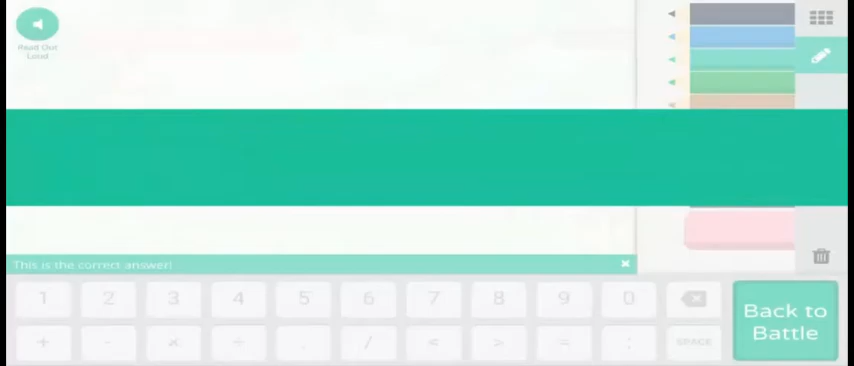 Read Out
Loud
This is the correct answer!
1 2 3 4 5 6 7 8 9 0
+ - × ÷ . / < > = :
SPACE
Back to
Battle